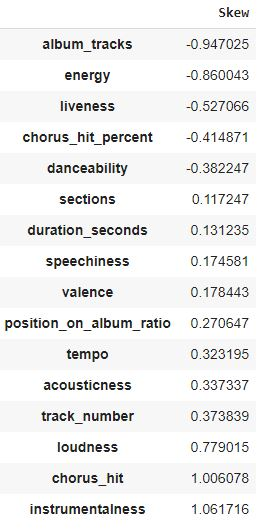 Skew
album_tracks -0.947025
energy -0.860043
liveness -0.527066
chorus_hit_percent -0.414871
danceability -0.382247
sections 0.117247
duration_seconds 0.131235
speechiness 0.174581
valence 0.178443
position_on_album_ratio 0.270647
tempo 0.323195
acousticness 0.337337
track_number 0.373839
loudness 0.779015
chorus_hit 1.006078
instrumentalness 1.061716